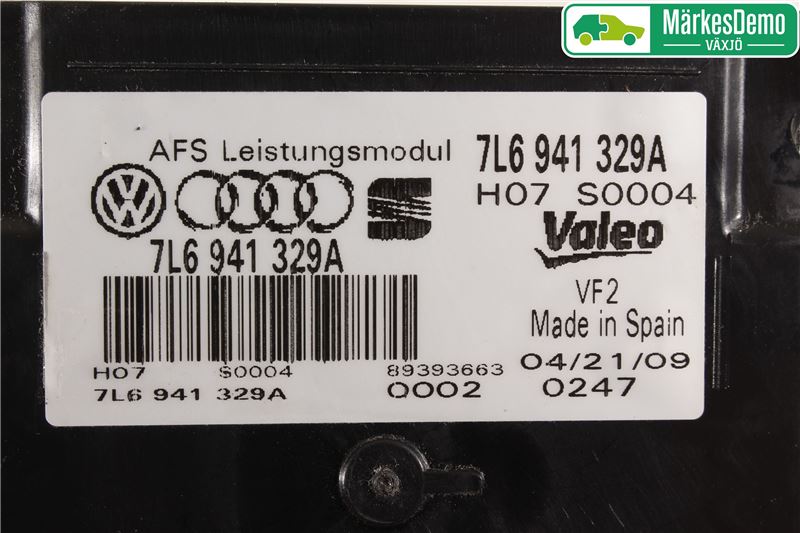 MärkesDemo
VÄXJÖ
AFS Leistungsmodul
7L6 941 329A
H07 S0004
7L6 941 329A
Valeo
VF2
Made in Spain
H07 S0004 89393663
04/21/09
7L6 941 329A 0002 0247